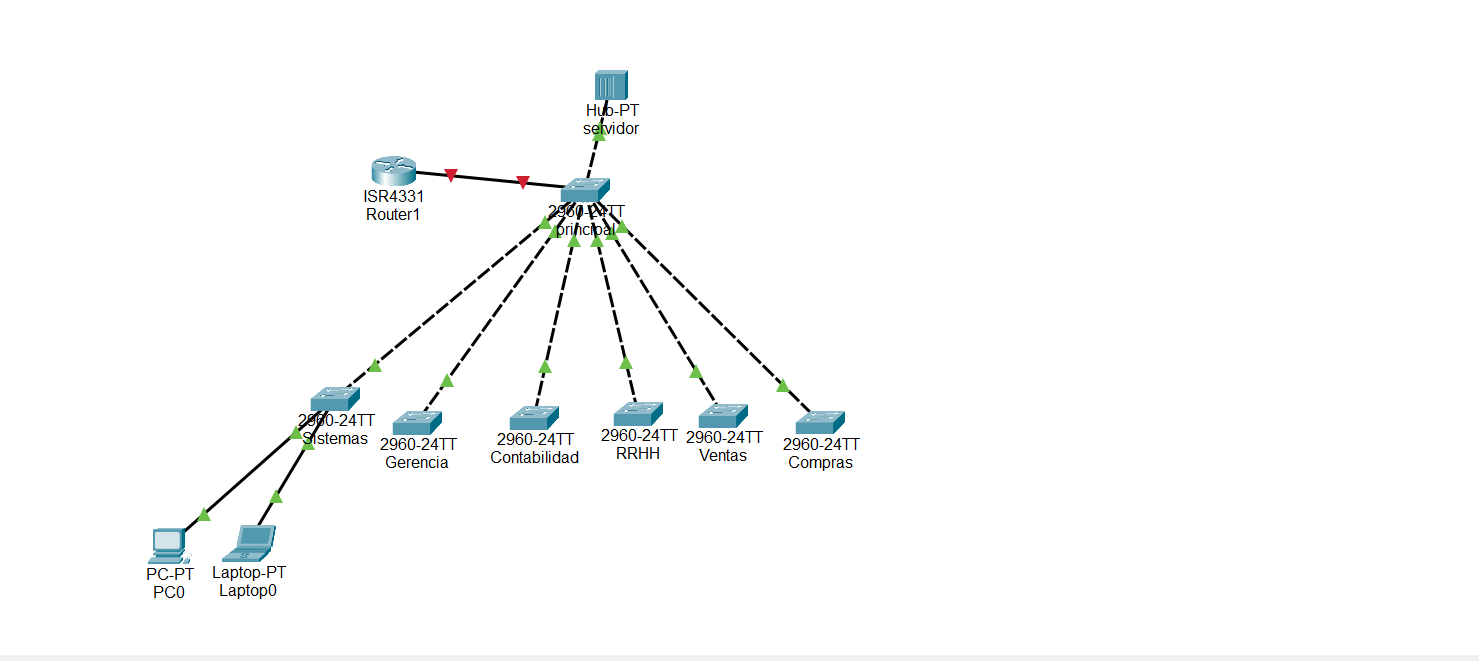 Hub-PT
servidor
ISR4331
Router1
2960-24TT
principal
2960-24TT
Sistemas
2960-24TT
Gerencia
2960-24TT
Contabilidad
2960-24TT
RRHH
2960-24TT
Ventas
2960-24TT
Compras
PC-PT
PC0
Laptop-PT
Laptop0